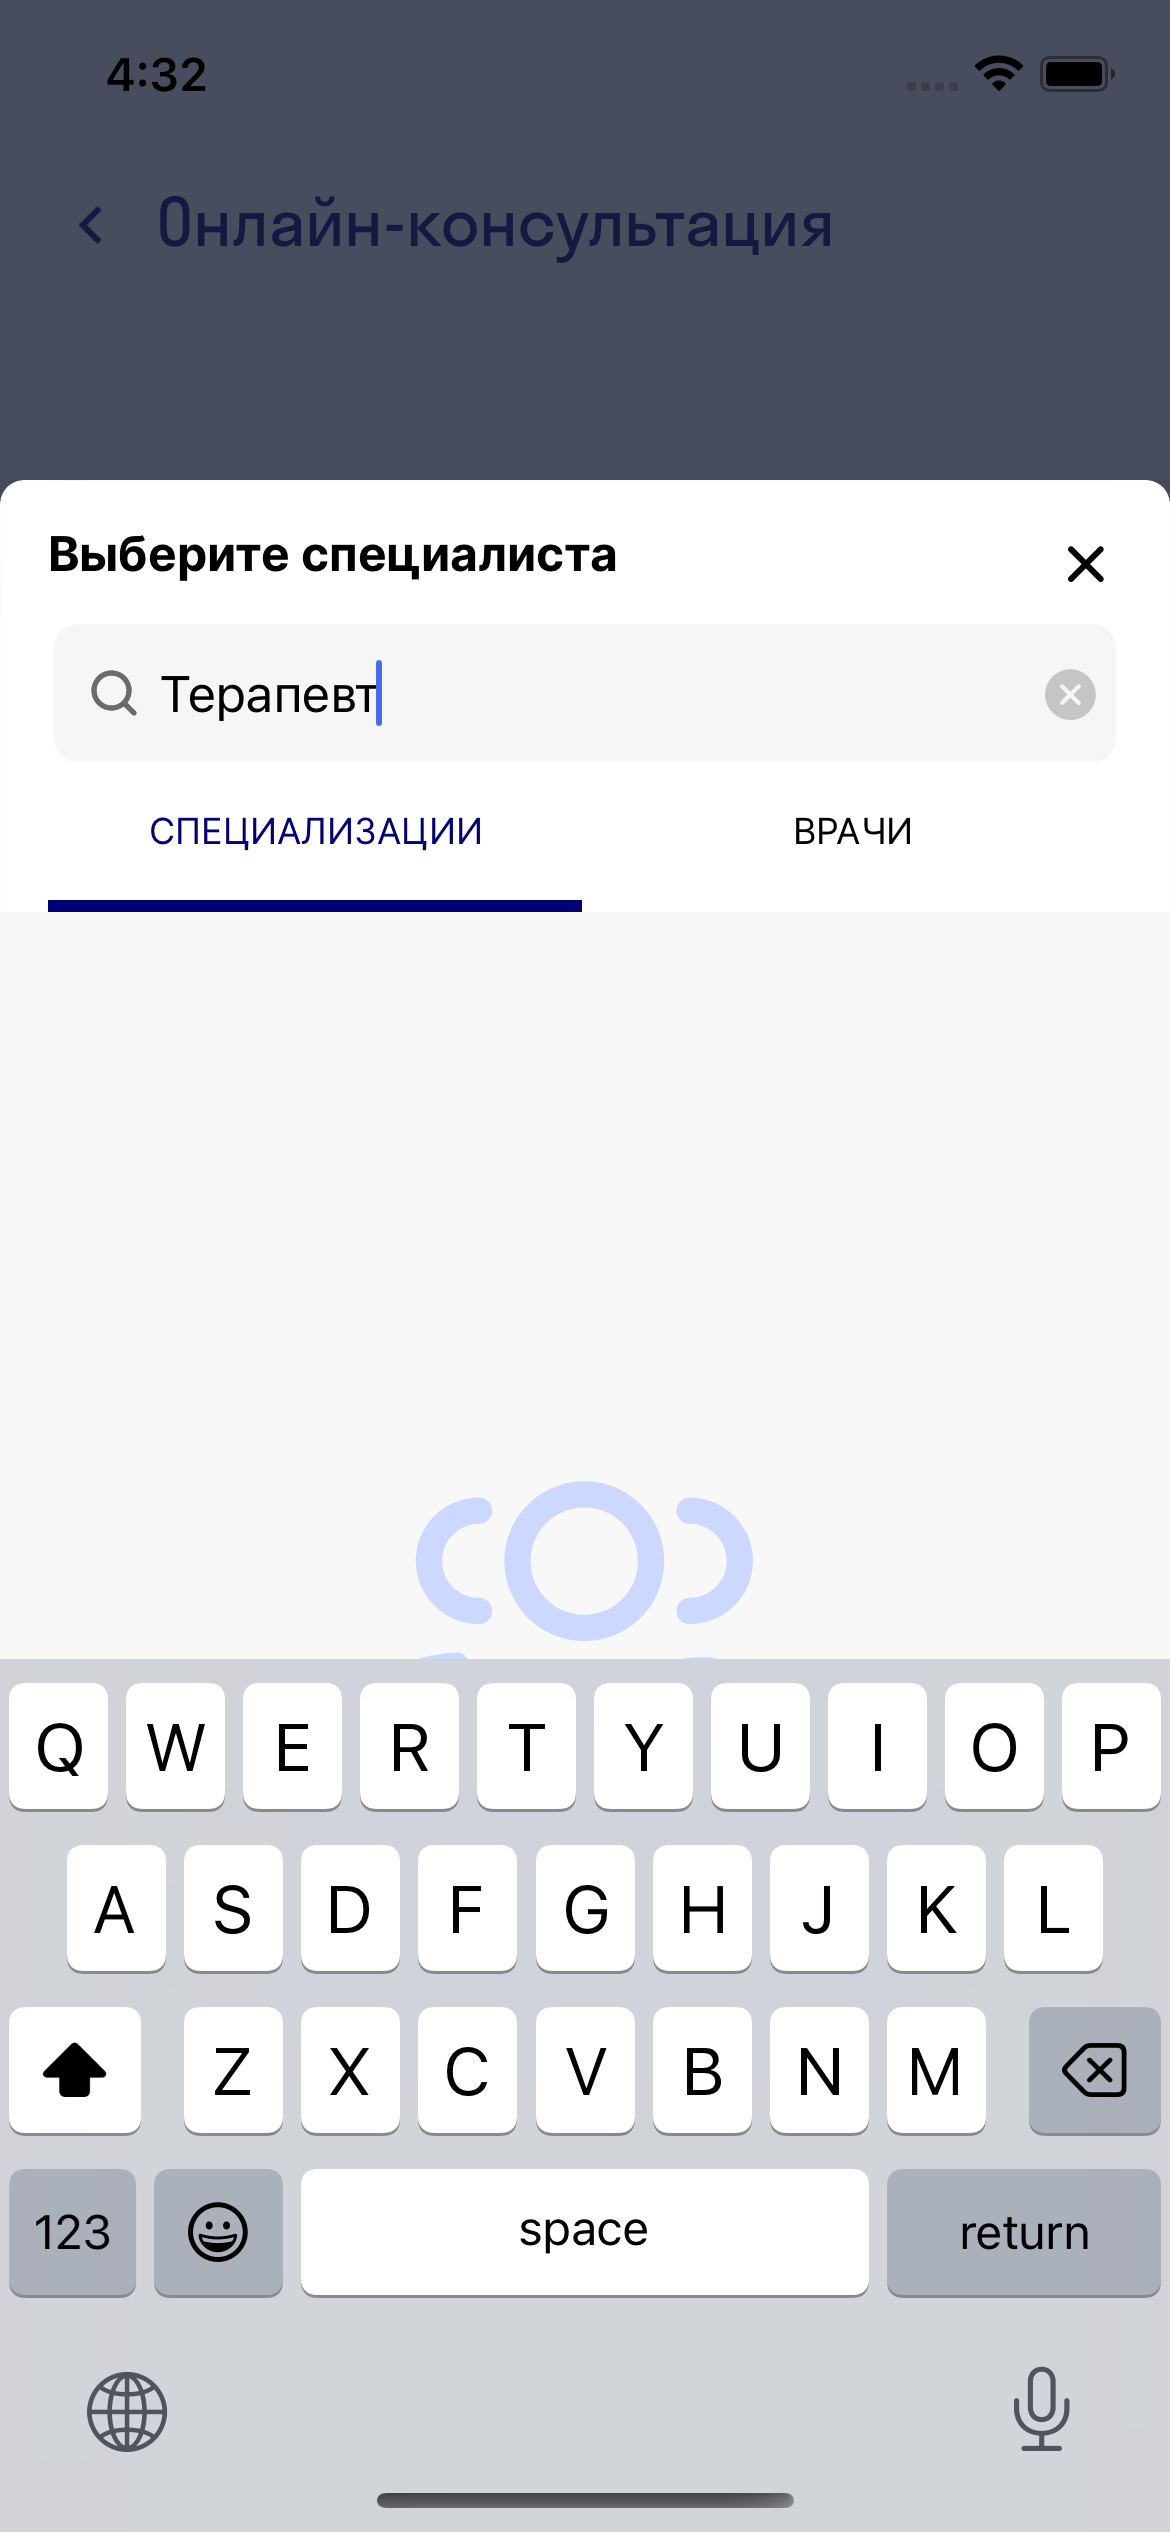 4:32
Онлайн-консультация
Выберите специалиста
Терапевт
СПЕЦИАЛИЗАЦИИ ВРАЧИ
Q W E R T Y U I O P
A S D F G H J K L
Z X C V B N M
123 space return